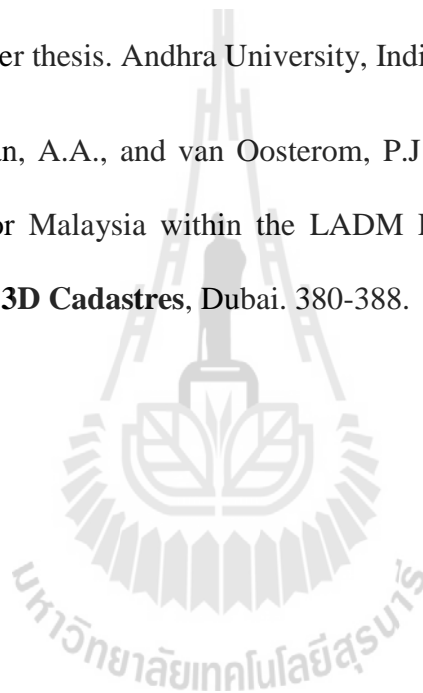 er thesis. Andhra University, Indi
n, A.A., and van Oosterom, P.J
or Malaysia within the LADM
3D Cadastres, Dubai. 380-388.
มหาวิทยาลัยเทคโนโลยีสุรนารี